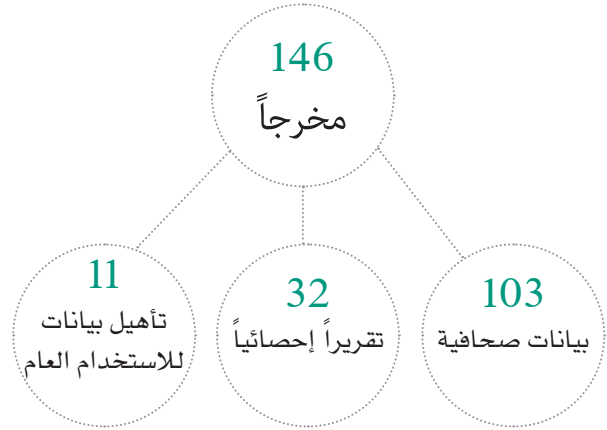 146
مخرجاً
103
بيانات صحافية
32
تقريراً إحصائياً
11
تأهيل بيانات
للاستخدام العام